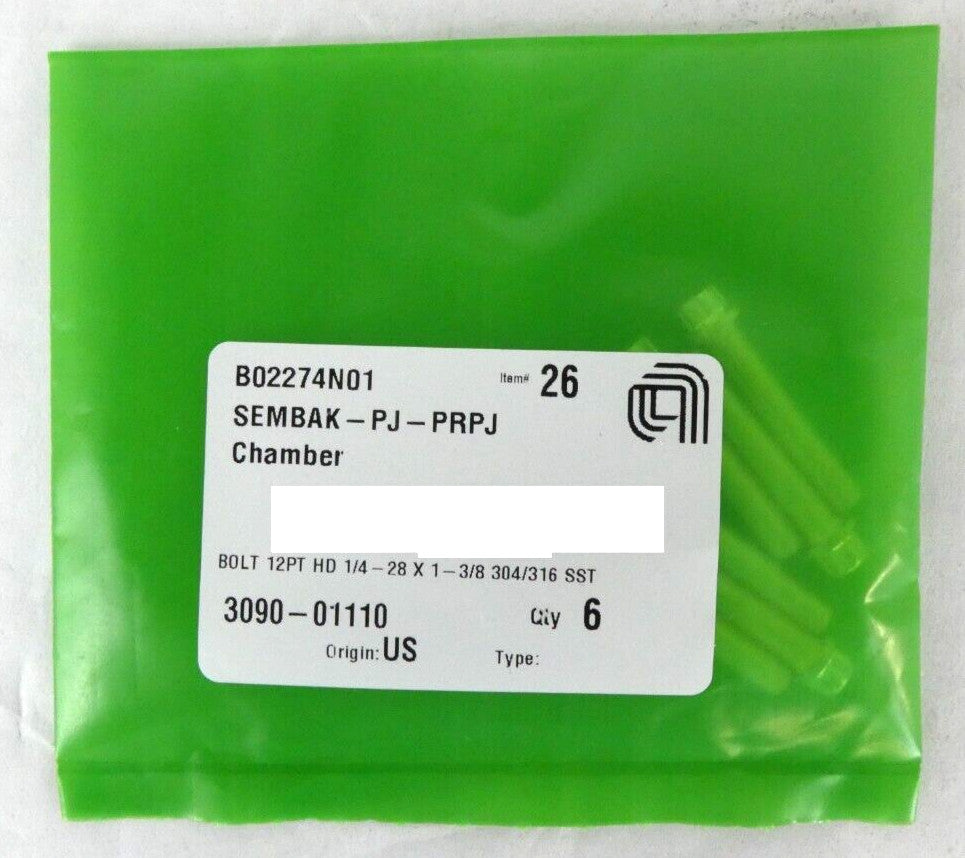 B02274N01 Item# 26
SEMBAK-PJ-PRPJ
Chamber
BOLT 12PT HD 1/4-28 X 1-3/8 304/316 SST
3090-01110 Qty 6
Origin: US Type: